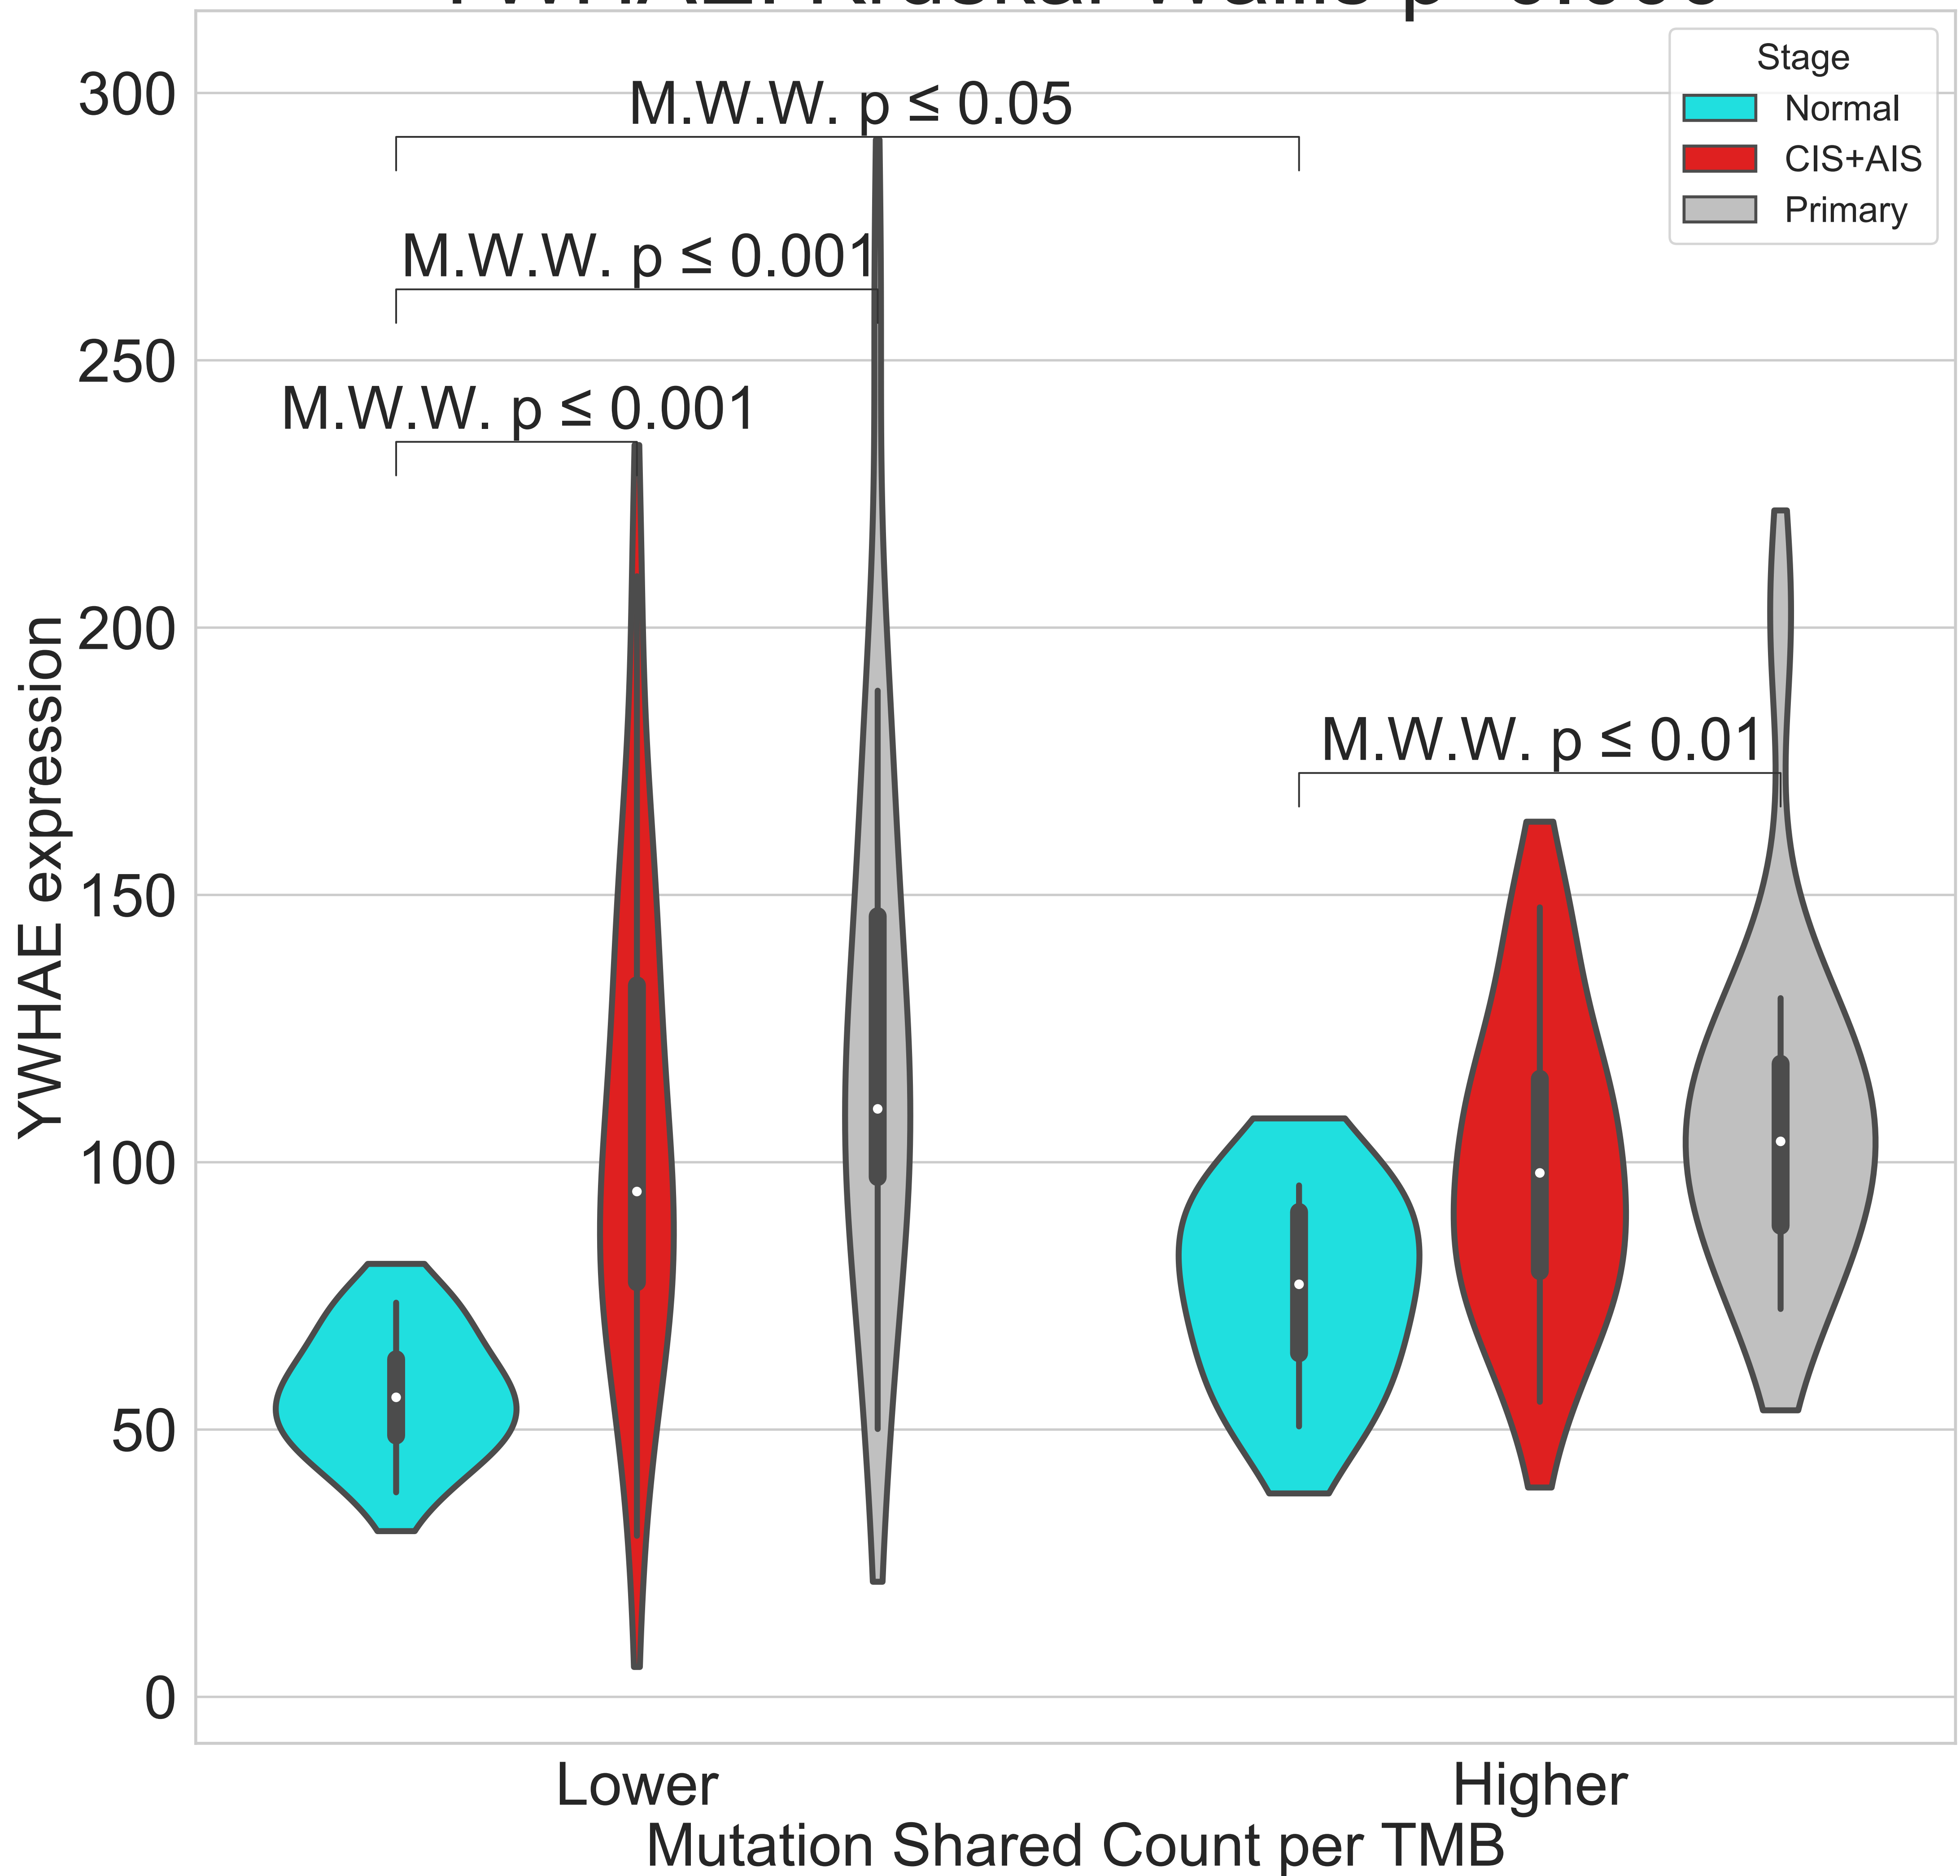 Stage
Normal
CIS+AIS
Primary
M.W.W. p ≤ 0.05
M.W.W. p ≤ 0.001
M.W.W. p ≤ 0.001
M.W.W. p ≤ 0.01
300
250
200
150
100
50
0
YWHAE expression
Lower
Higher
Mutation Shared Count per TMB